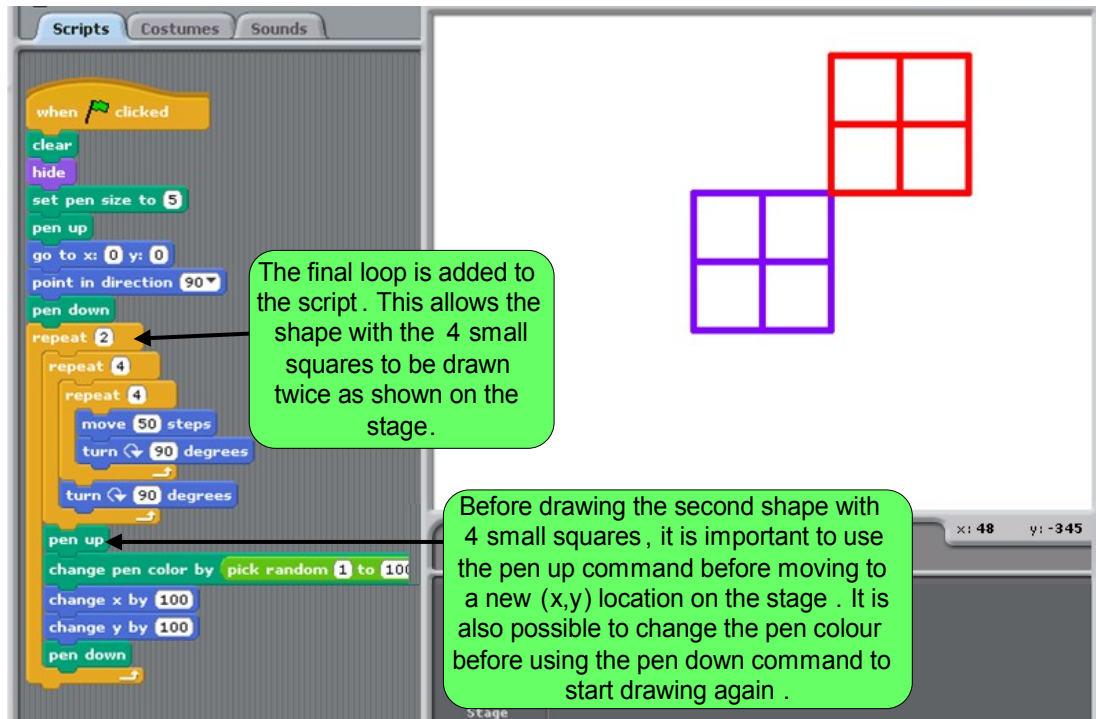 Scripts Costumes Sounds
when clicked
clear
hide
set pen size to 5
pen up
go to x: 0 y: 0
point in direction 90
pen down
repeat 2
repeat 4
repeat 4
move 50 steps
turn 90 degrees
turn 90 degrees
pen up
change pen color by pick random 1 to 100
change x by 100
change y by 100
pen down
The final loop is added to
the script. This allows the
shape with the 4 small
squares to be drawn
twice as shown on the
stage.
Before drawing the second shape with
4 small squares, it is important to use
the pen up command before moving to
a new (x,y) location on the stage. It is
also possible to change the pen colour
before using the pen down command to
start drawing again.
x: 48 y: -345
Stage